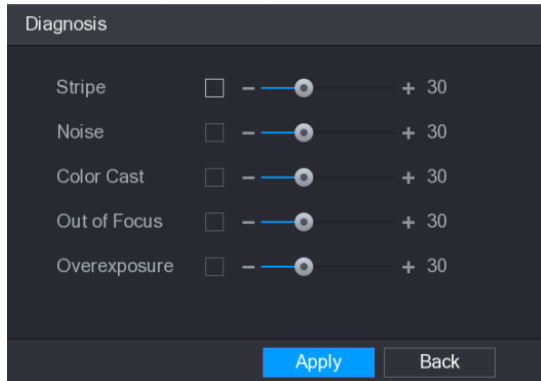 Diagnosis
Stripe - + 30
Noise - + 30
Color Cast - + 30
Out of Focus - + 30
Overexposure - + 30
Apply Back